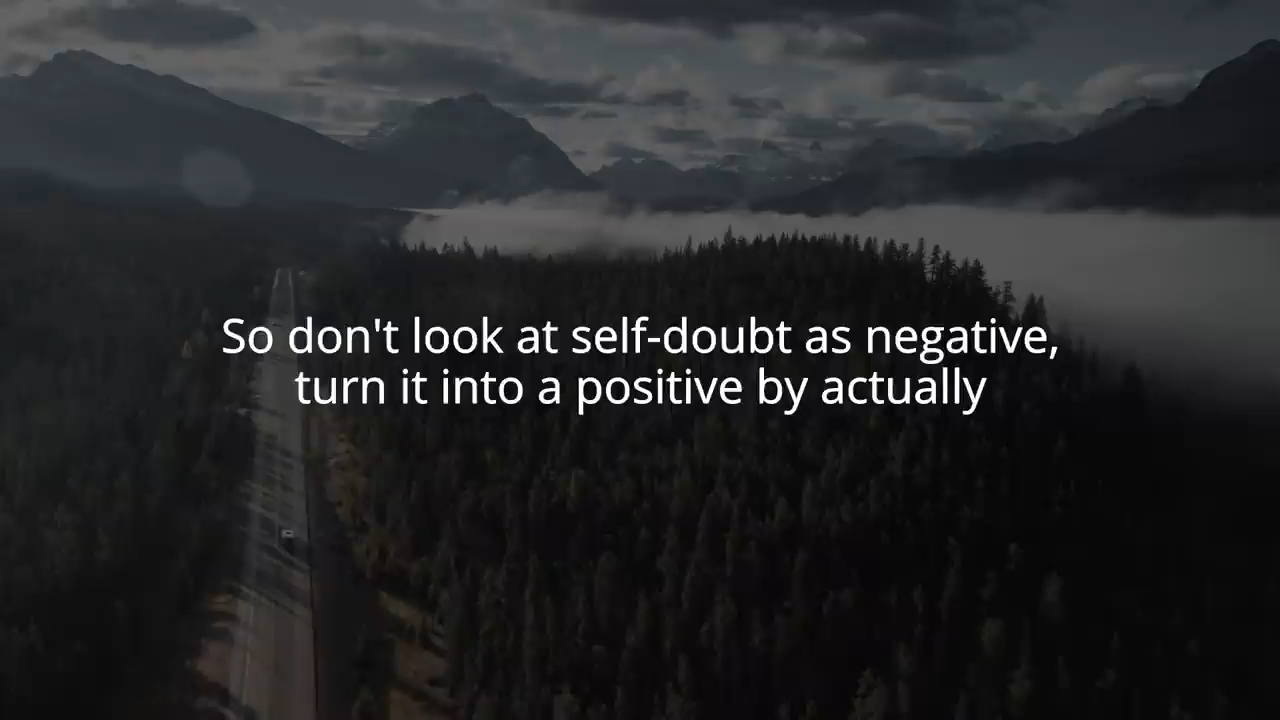 So don't look at self-doubt as negative,
turn it into a positive by actually